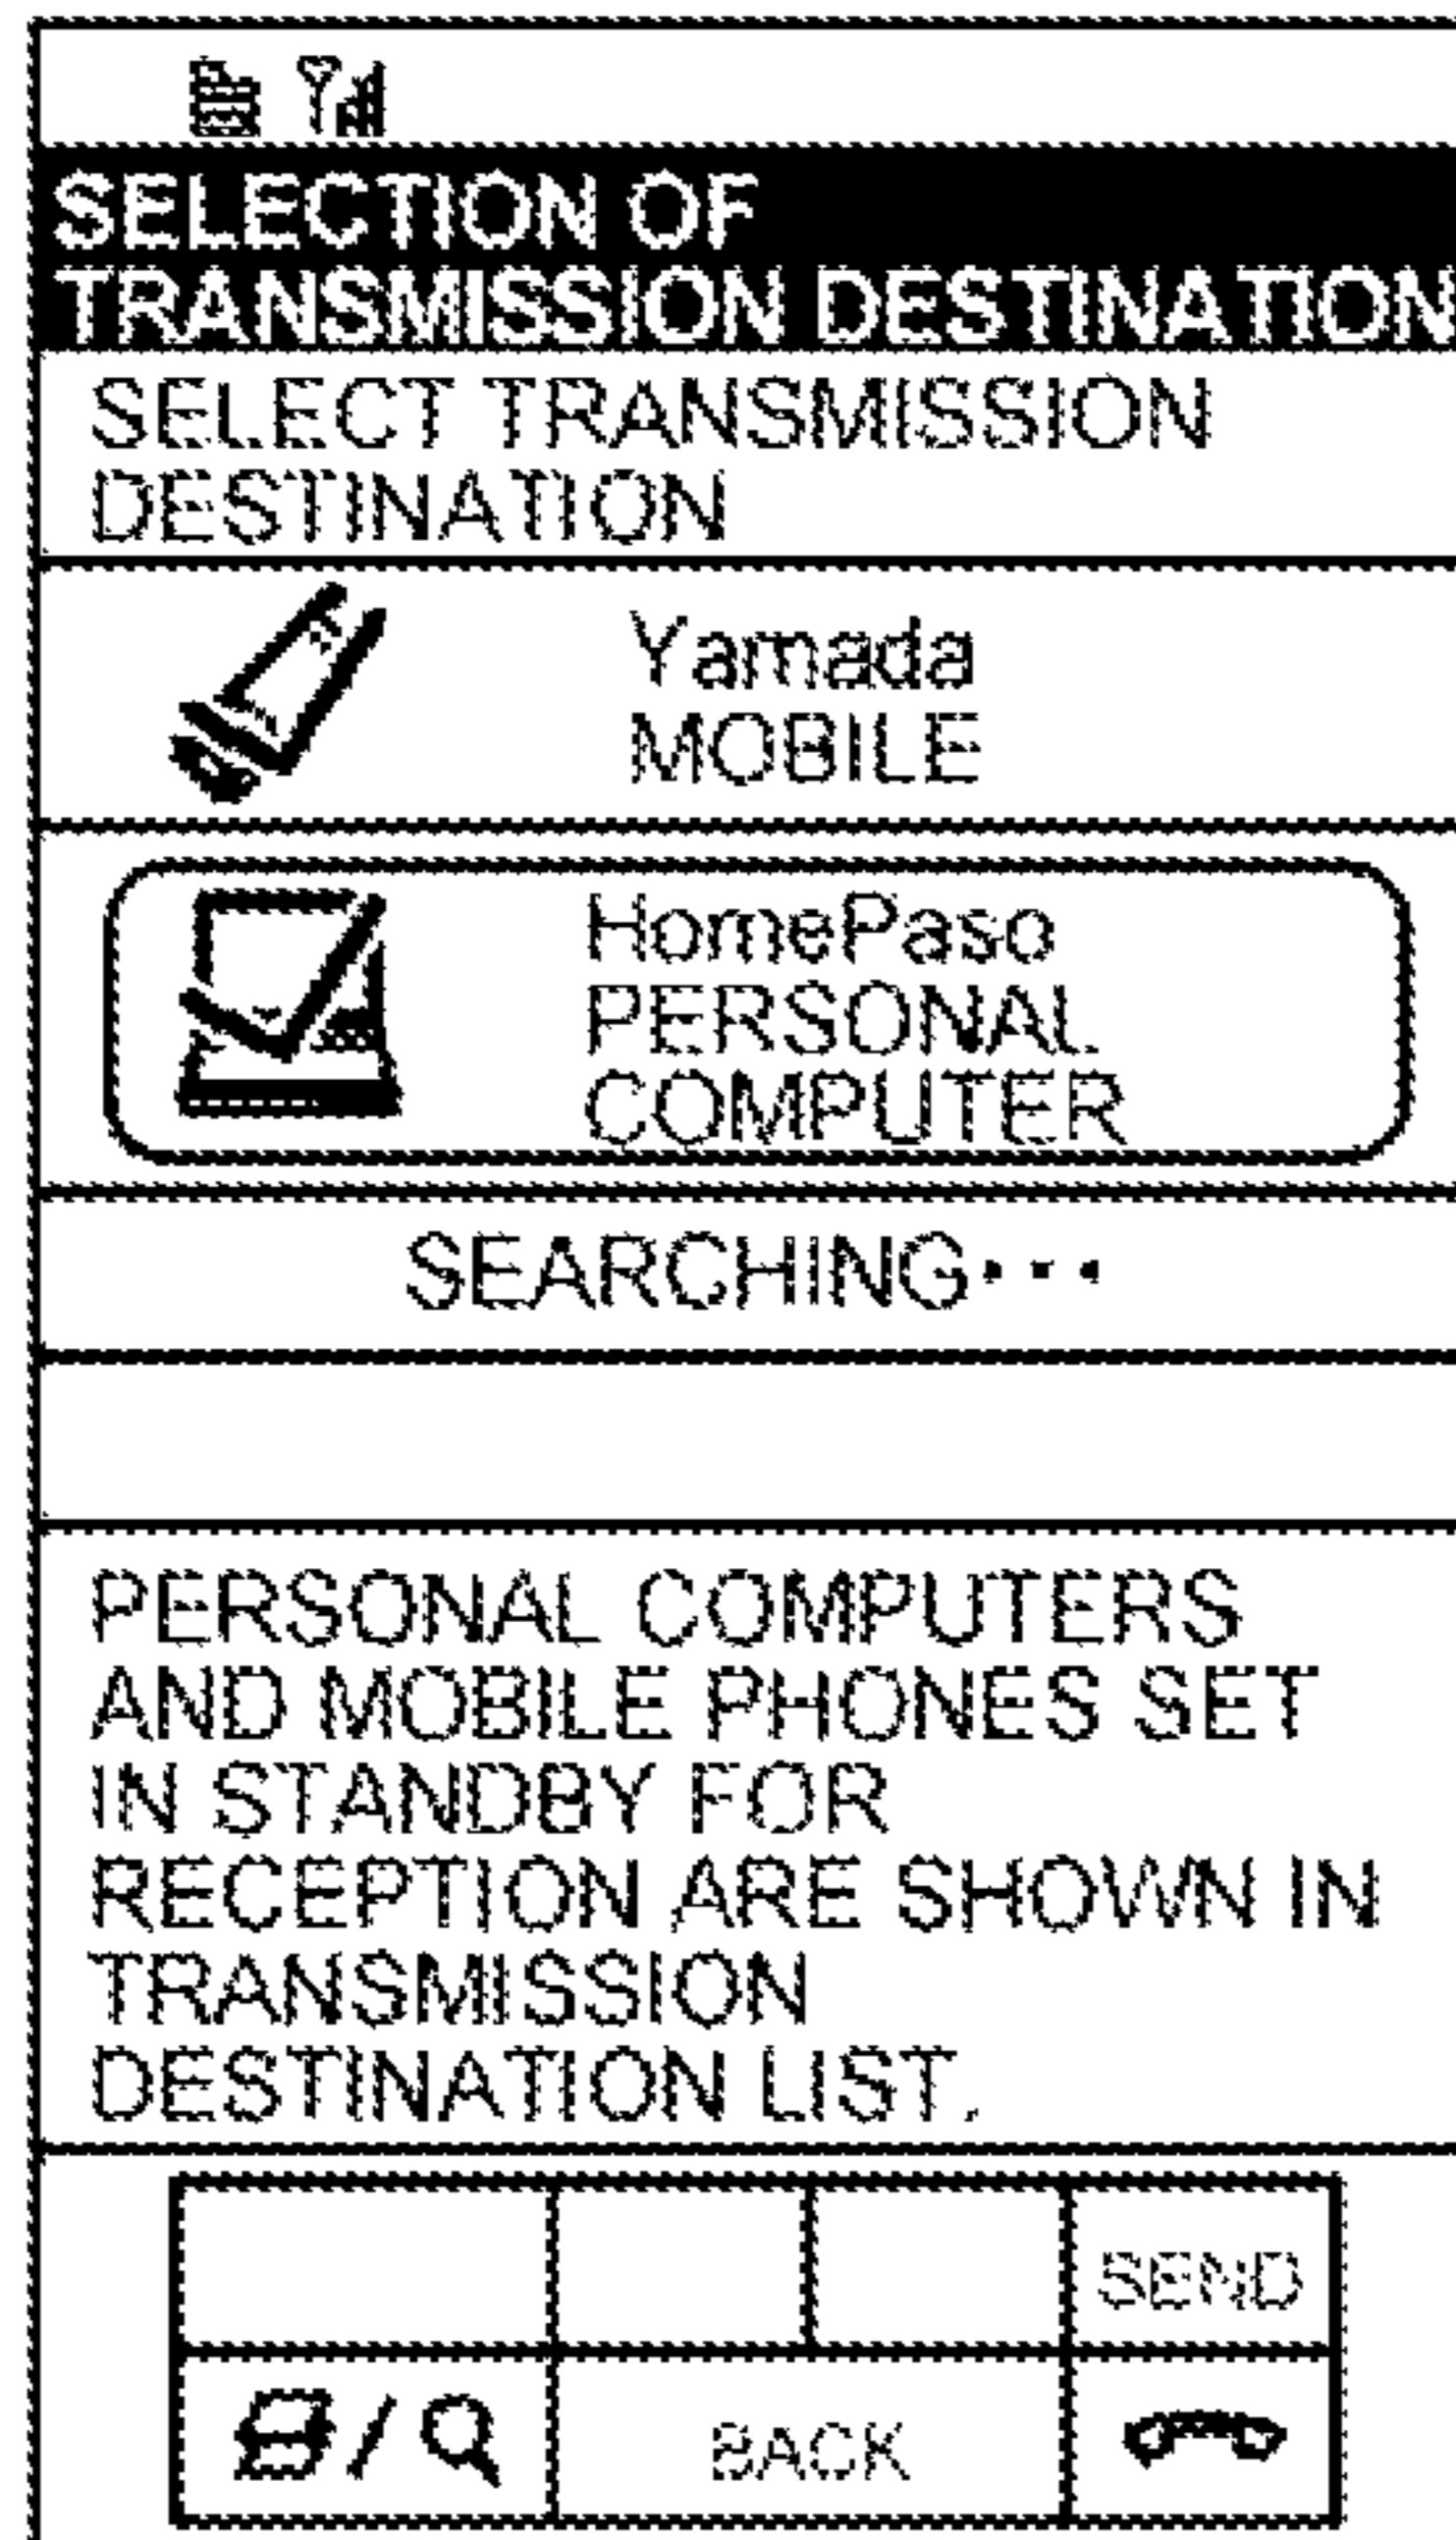 SELECTION OF
TRANSMISSION DESTINATION
SELECT TRANSMISSION
DESTINATION
Yamada
MOBILE
HomePaso
PERSONAL
COMPUTER
SEARCHING···
PERSONAL COMPUTERS
AND MOBILE PHONES SET
IN STANDBY FOR
RECEPTION ARE SHOWN IN
TRANSMISSION
DESTINATION LIST.
SEND
/
BACK